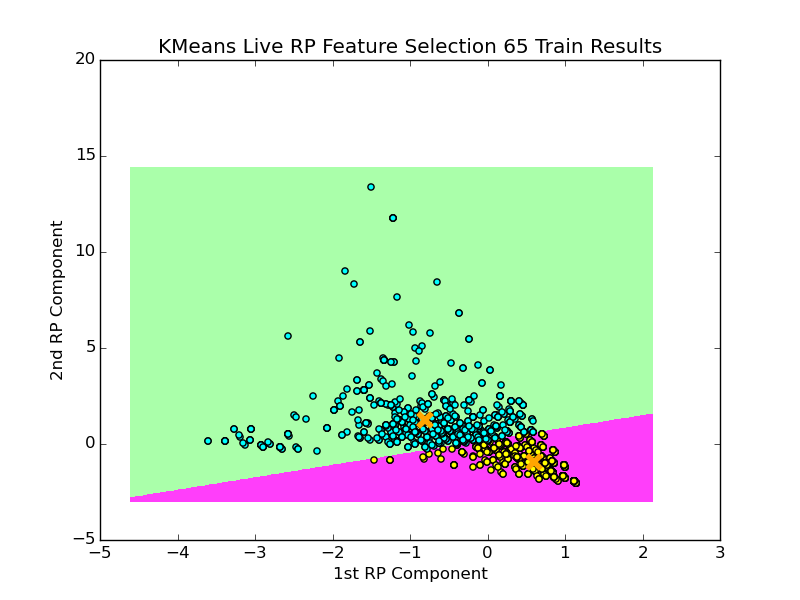 KMeans Live RP Feature Selection 65 Train Results
20
15
10
5
0
−5
2nd RP Component
−5 −4 −3 −2 −1 0 1 2 3
1st RP Component